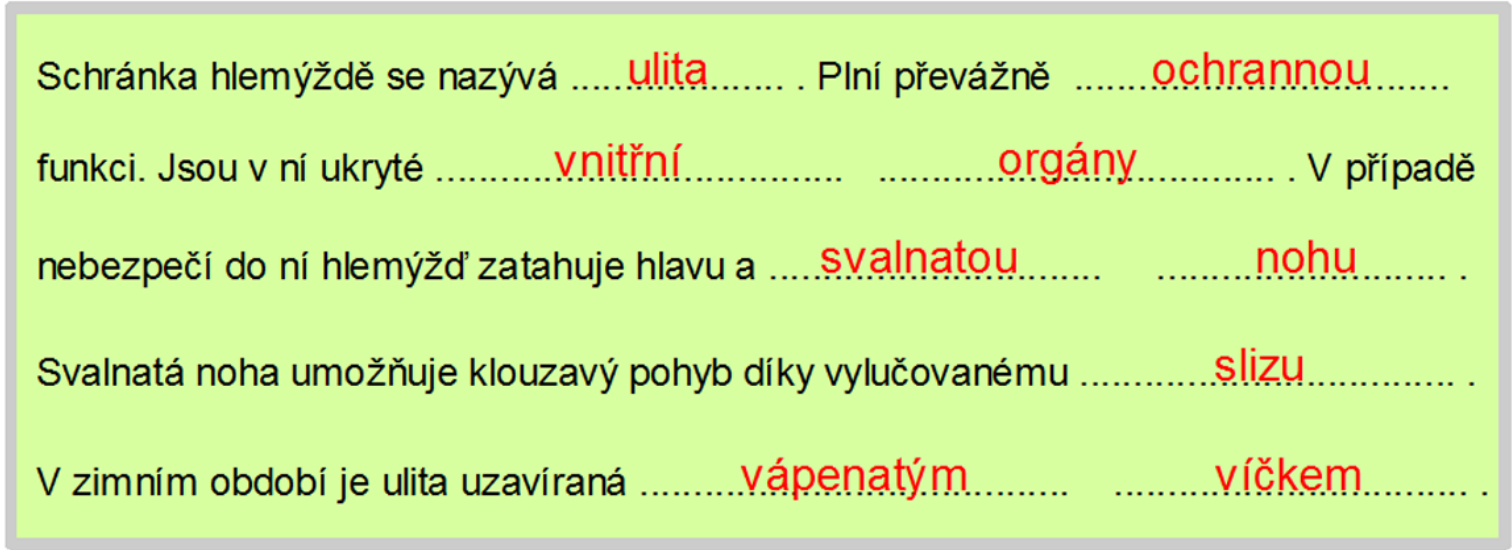 Schránka hlemýždě se nazývá ulita . Plní převážně ochrannou
funkci. Jsou v ní ukryté vnitřní orgány . V případě
nebezpečí do ní hlemýžď zatahuje hlavu a svalnatou nohu .
Svalnatá noha umožňuje klouzavý pohyb díky vylučovanému slizu .
V zimním období je ulita uzavíraná vápenatým víčkem .